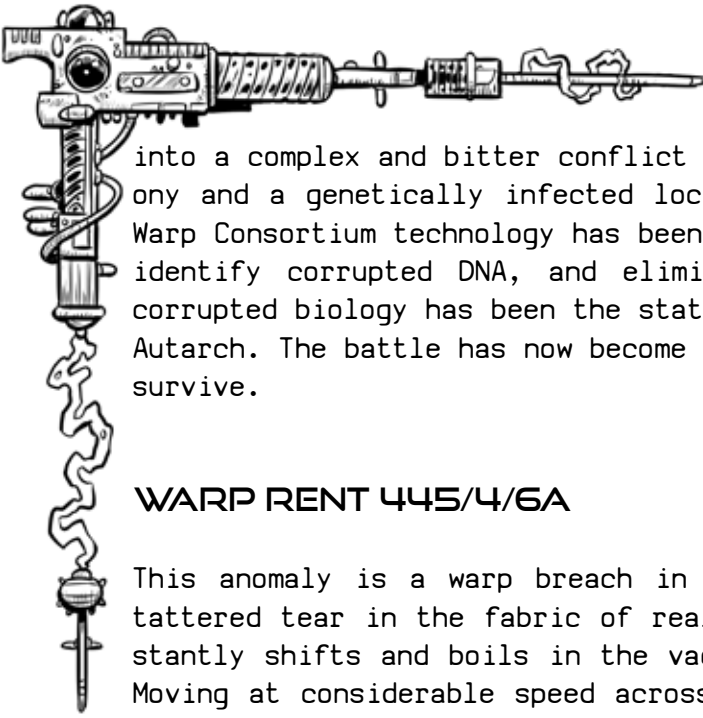 into a complex and bitter conflict
ony and a genetically infected loc
Warp Consortium technology has been
identify corrupted DNA, and elimi
corrupted biology has been the stat
Autarch. The battle has now become
survive.
WARP RENT 445/4/6A
This anomaly is a warp breach in
tattered tear in the fabric of rea
stantly shifts and boils in the vac
Moving at considerable speed across